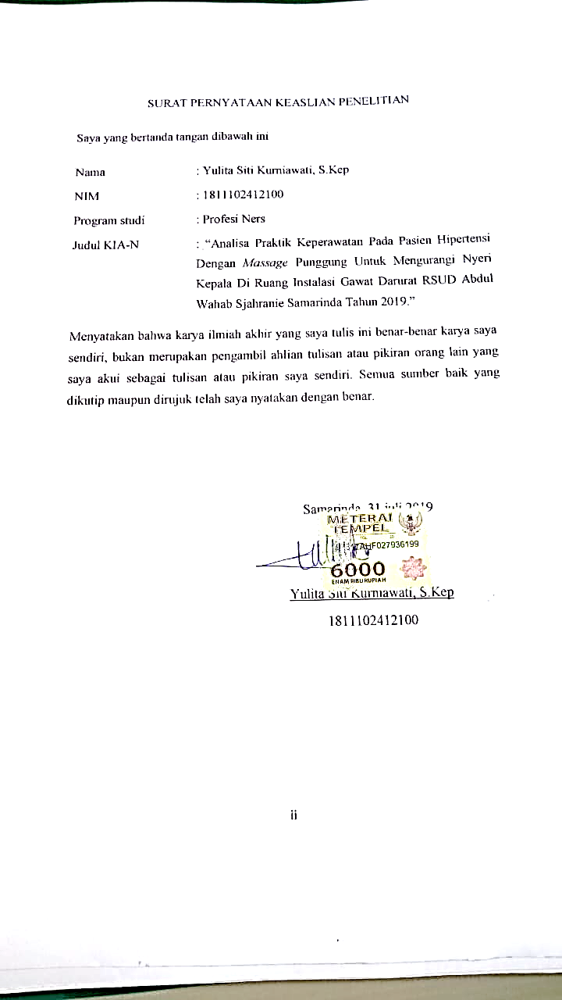 SURAT PERNYATAAN KEASLIAN PENELITIAN
Saya yang bertanda tangan dibawah ini
Nama : Yulita Siti Kurniawati, S.Kep
NIM : 1811102412100
Program studi : Profesi Ners
Judul KIA-N : “Analisa Praktik Keperawatan Pada Pasien Hipertensi
Dengan Massage Punggung Untuk Mengurangi Nyeri
Kepala Di Ruang Instalasi Gawat Darurat RSUD Abdul
Wahab Sjahranie Samarinda Tahun 2019.”
Menyatakan bahwa karya ilmiah akhir yang saya tulis ini benar-benar karya saya
sendiri, bukan merupakan pengambil ahlian tulisan atau pikiran orang lain yang
saya akui sebagai tulisan atau pikiran saya sendiri. Semua sumber baik yang
dikutip maupun dirujuk telah saya nyatakan dengan benar.
Samarinda, 31 juli 2019
METERAI
TEMPEL
AHF027936199
6000
ENAM RIBU RUPIAH
Yulita Siti Kurniawati, S.Kep
1811102412100
ii